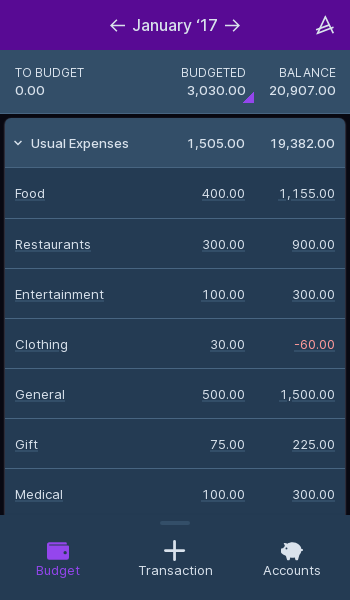 ← January ‘17 →
TO BUDGET BUDGETED BALANCE
0.00 3,030.00 20,907.00
Usual Expenses 1,505.00 19,382.00
Food 400.00 1,155.00
Restaurants 300.00 900.00
Entertainment 100.00 300.00
Clothing 30.00 -60.00
General 500.00 1,500.00
Gift 75.00 225.00
Medical 100.00 300.00
Budget Transaction Accounts